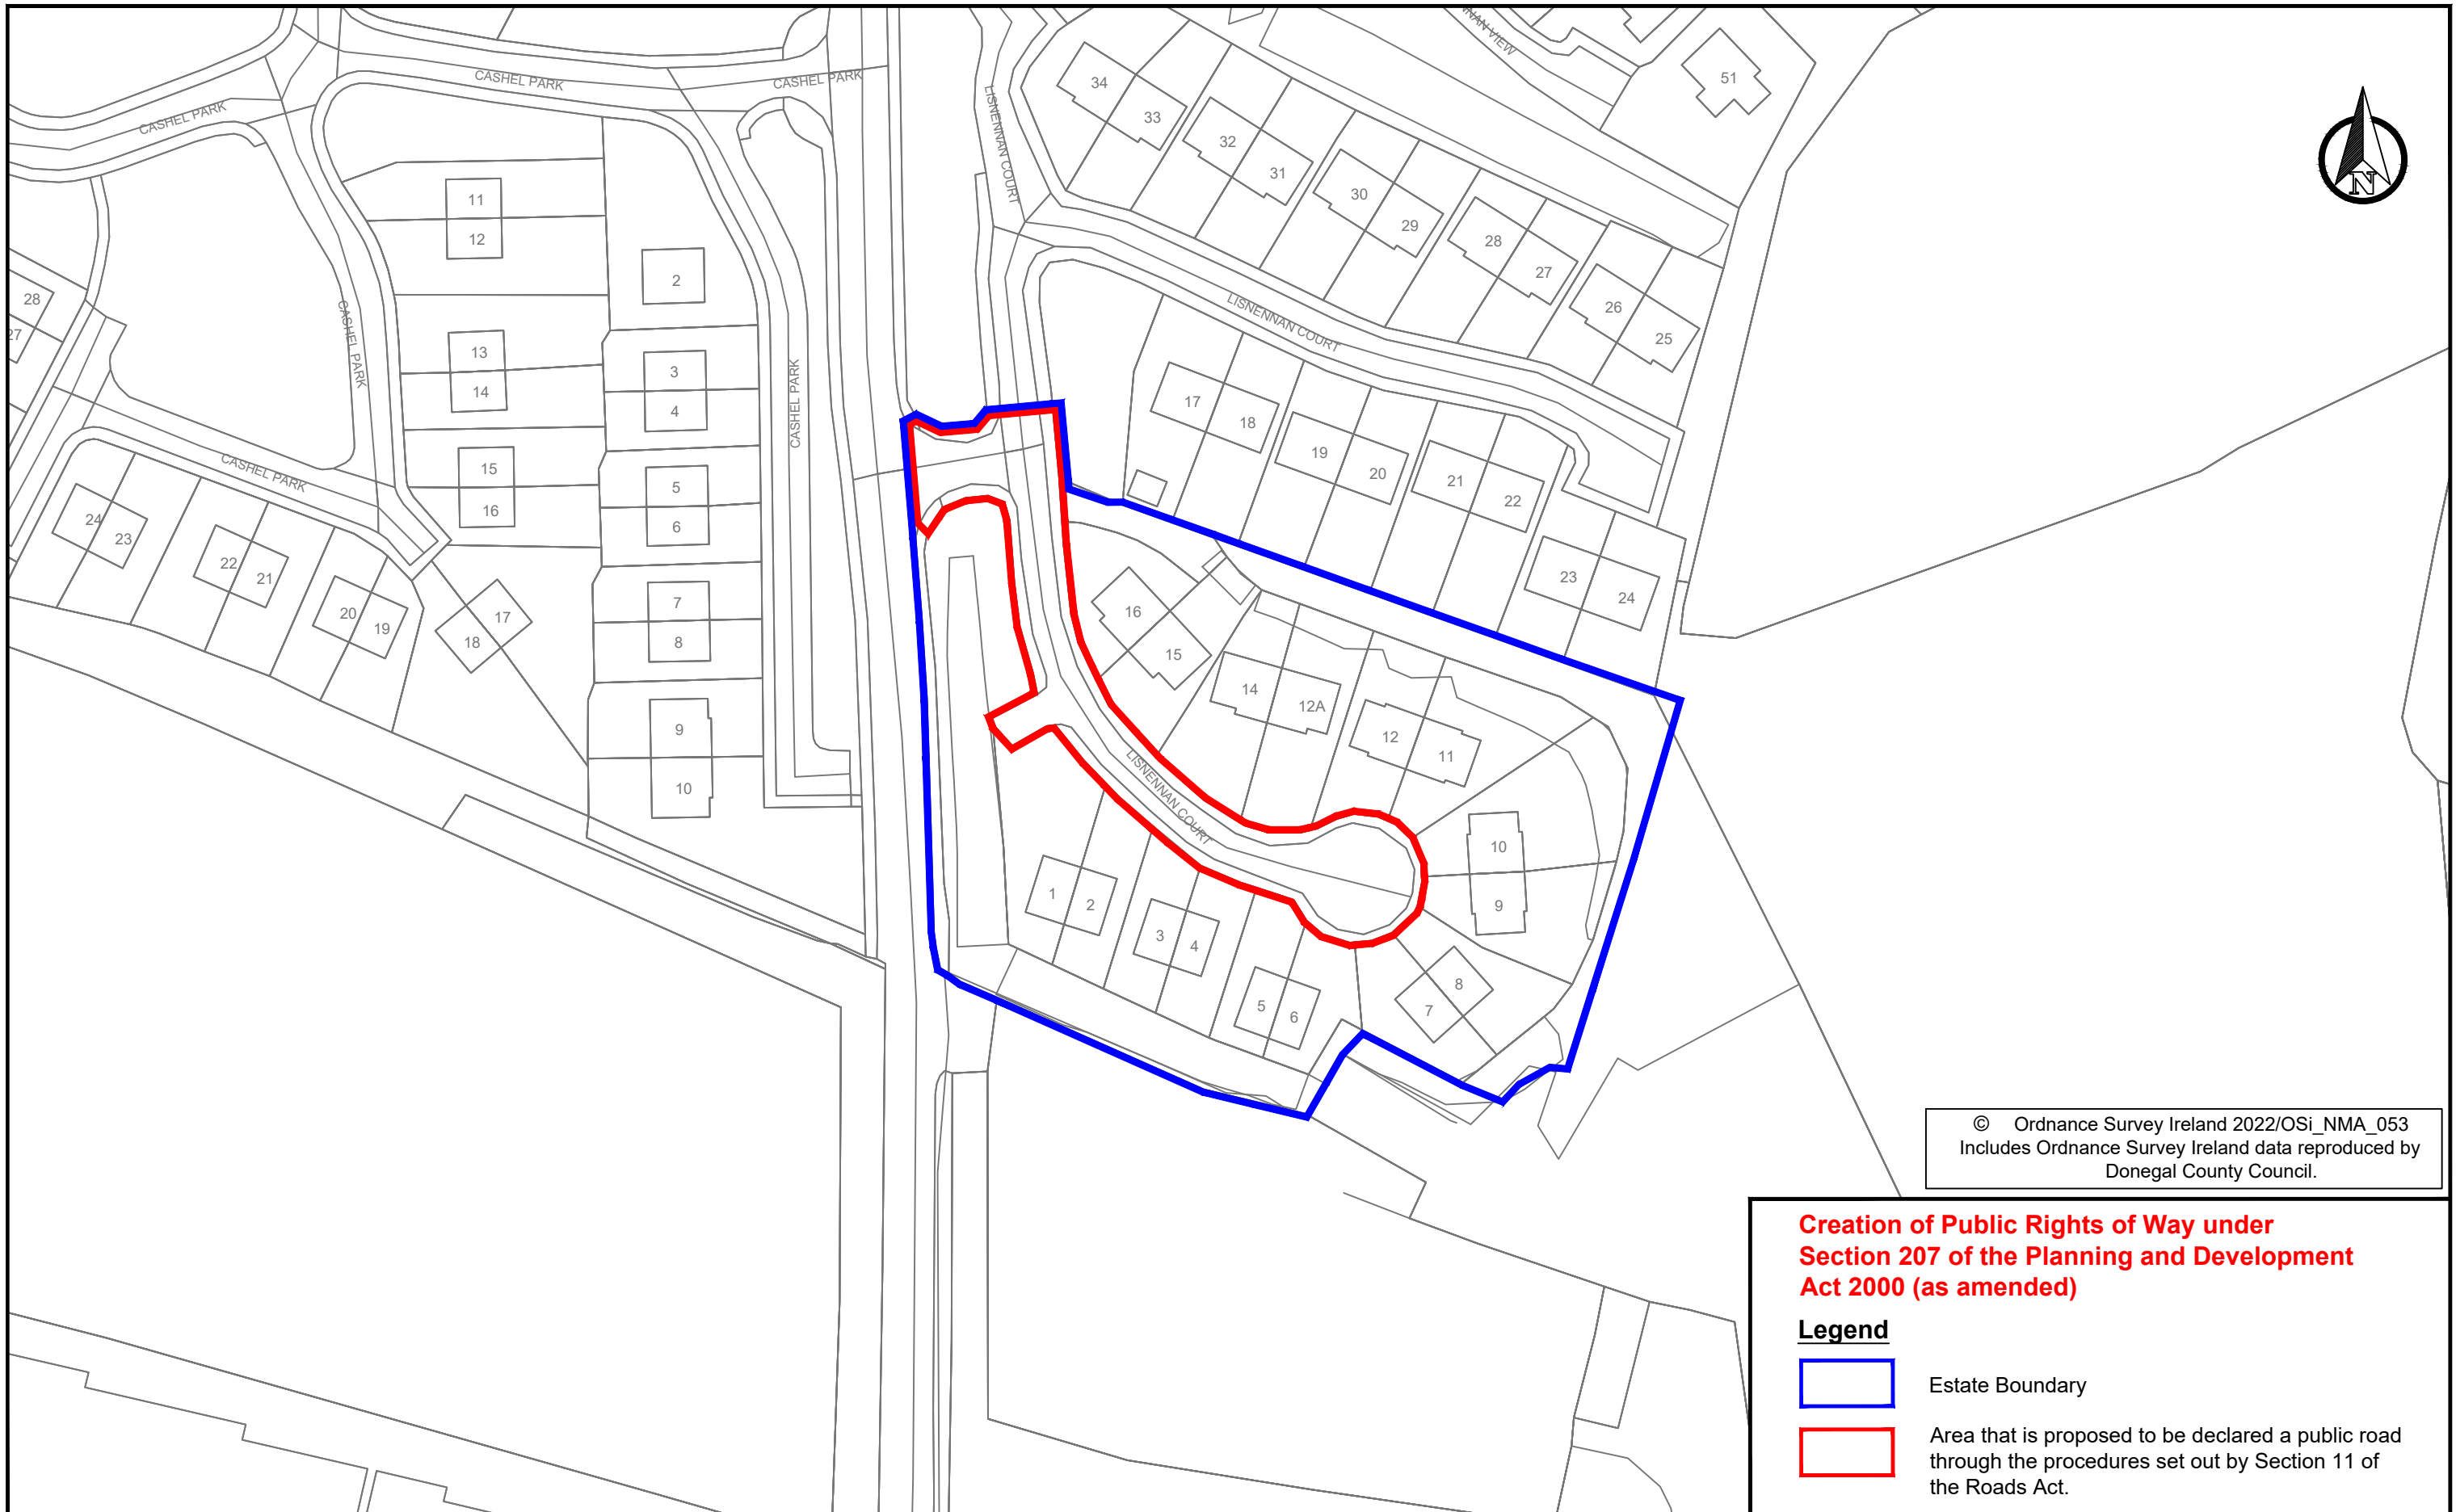 CASHEL PARK
CASHEL PARK
CASHEL PARK
LISNENNAN COURT
NAN VIEW
51
34
33
32
31
30
29
28
27
26
25
11
12
2
CASHEL PARK
28
27
13
14
3
4
CASHEL PARK
LISNENNAN COURT
17
18
19
20
21
22
23
24
15
16
5
6
CASHEL PARK
24
23
22
21
20
19
17
18
7
8
9
10
16
15
14
12A
12
11
LISNENNAN COURT
10
9
1
2
3
4
5
6
8
7
N
© Ordnance Survey Ireland 2022/OSi_NMA_053
Includes Ordnance Survey Ireland data reproduced by
Donegal County Council.
Creation of Public Rights of Way under
Section 207 of the Planning and Development
Act 2000 (as amended)
Legend
Estate Boundary
Area that is proposed to be declared a public road
through the procedures set out by Section 11 of
the Roads Act.